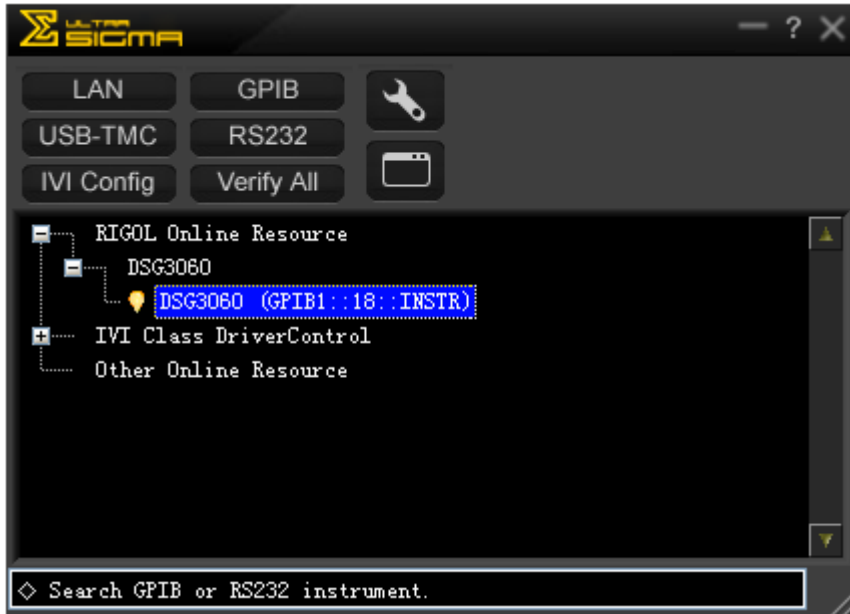 ULTRA
SIGMA
?
LAN GPIB
USB-TMC RS232
IVI Config Verify All
RIGOL Online Resource
DSG3060
DSG3060 (GPIB1::18::INSTR)
IVI Class DriverControl
Other Online Resource
Search GPIB or RS232 instrument.